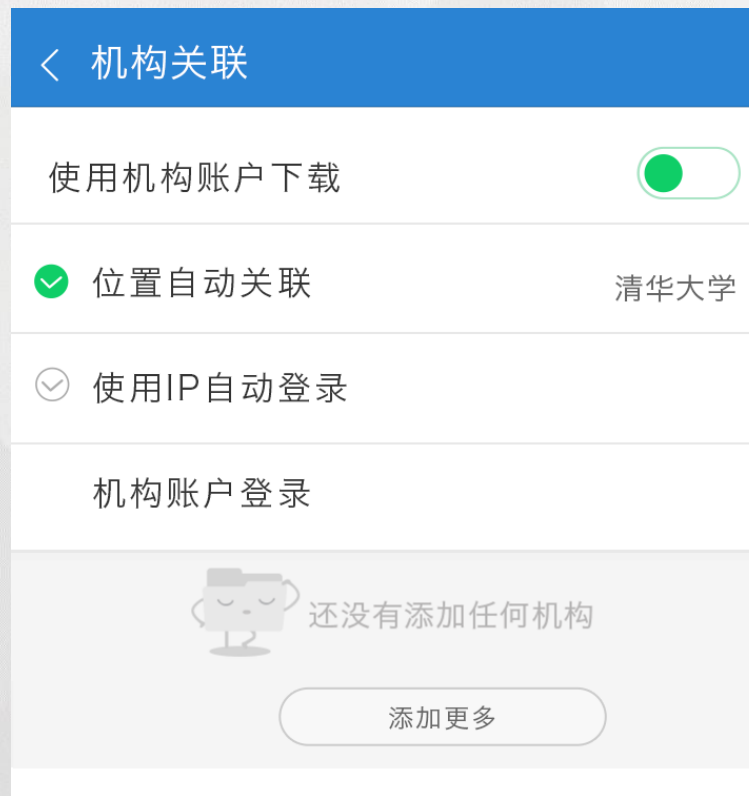 机构关联
使用机构账户下载
位置自动关联 清华大学
使用IP自动登录
机构账户登录
还没有添加任何机构
添加更多